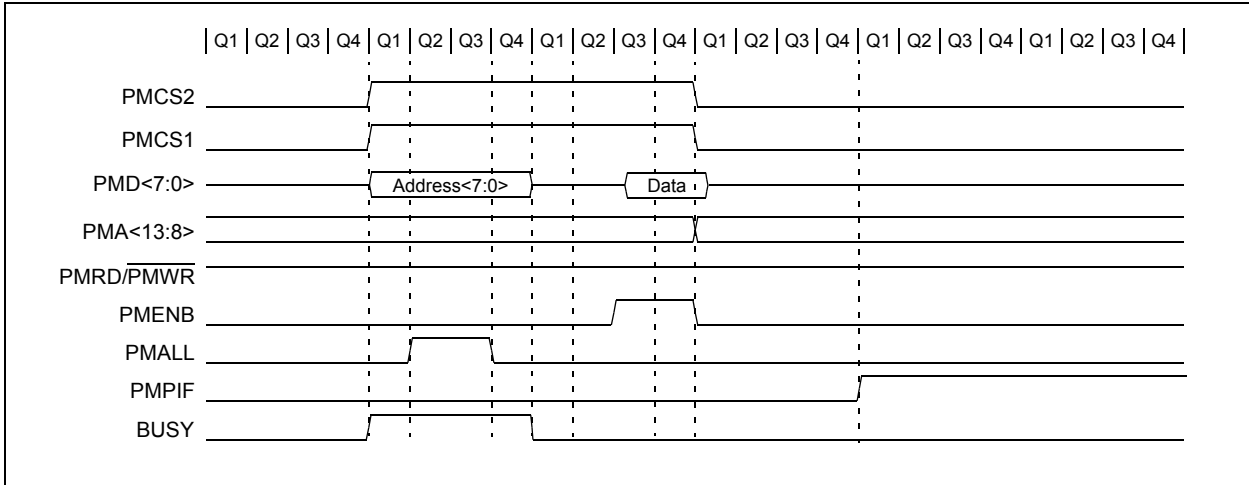 Q1 Q2 Q3 Q4 Q1 Q2 Q3 Q4 Q1 Q2 Q3 Q4 Q1 Q2 Q3 Q4 Q1 Q2 Q3 Q4 Q1 Q2 Q3 Q4
PMCS2
PMCS1
PMD<7:0> Address<7:0> Data
PMA<13:8>
PMRD/PMWR
PMENB
PMALL
PMPIF
BUSY